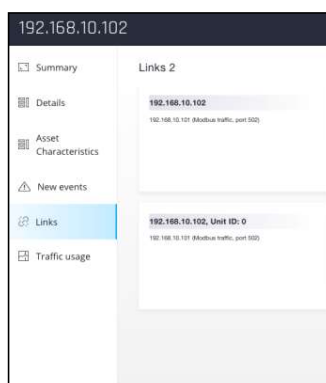 192.168.10.102
Summary
Links 2
Details
192.168.10.102
192.168.10.101 (Modbus traffic, port 502)
Asset
Characteristics
New events
Links
192.168.10.102, Unit ID: 0
192.168.10.101 (Modbus traffic, port 502)
Traffic usage